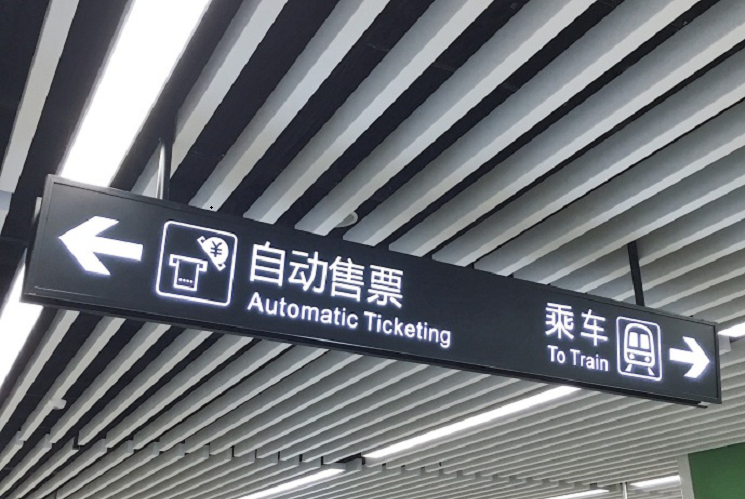 自动售票
Automatic Ticketing
乘车
To Train
¥